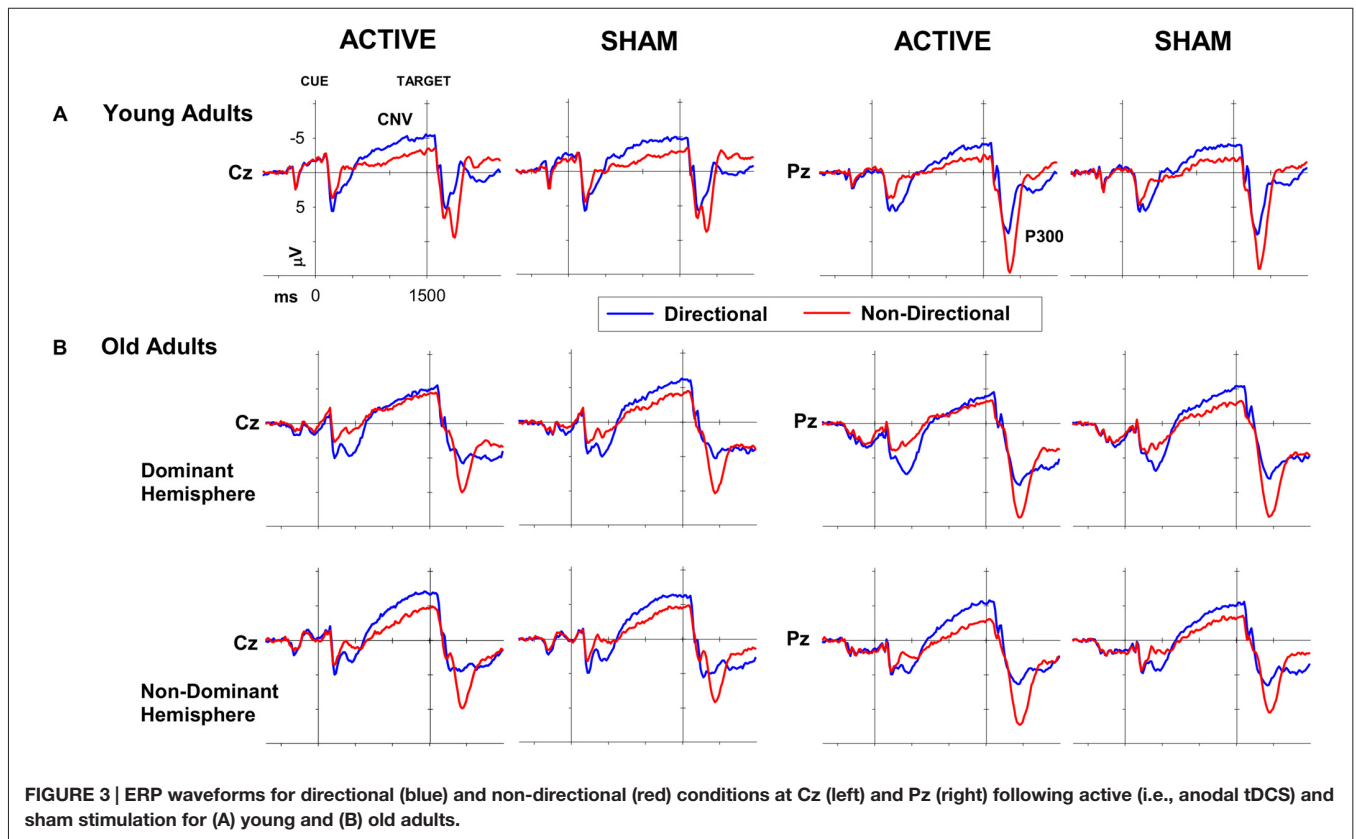 ACTIVE SHAM ACTIVE SHAM
CUE TARGET
A Young Adults
CNV
-5
Cz Pz
5
P300
µV
ms 0 1500
Directional Non-Directional
B Old Adults
Cz Pz
Dominant
Hemisphere
Cz Pz
Non-Dominant
Hemisphere
FIGURE 3 | ERP waveforms for directional (blue) and non-directional (red) conditions at Cz (left) and Pz (right) following active (i.e., anodal tDCS) and
sham stimulation for (A) young and (B) old adults.